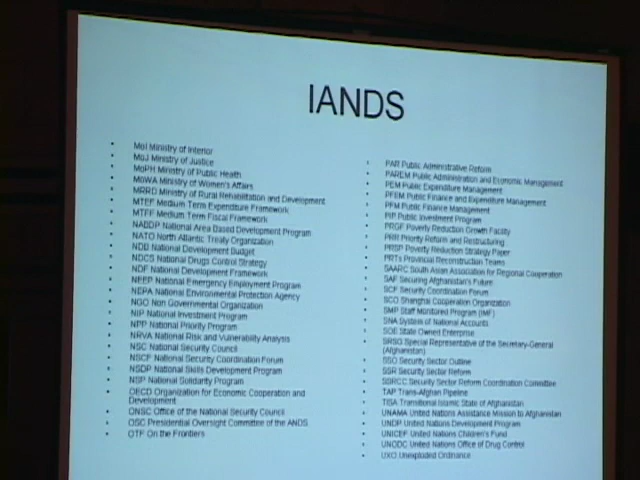 IANDS
MoI Ministry of Interior
MoJ Ministry of Justice
MoPH Ministry of Public Health
MoWA Ministry of Women's Affairs
MRRD Ministry of Rural Rehabilitation and Development
MTEF Medium Term Expenditure Framework
MTFF Medium Term Fiscal Framework
NABDP National Area Based Development Program
NATO North Atlantic Treaty Organization
NDB National Development Budget
NDCS National Drugs Control Strategy
NDF National Development Framework
NEEP National Emergency Employment Program
NEPA National Environmental Protection Agency
NGO Non Governmental Organization
NIP National Investment Program
NPP National Priority Program
NRVA National Risk and Vulnerability Analysis
NSC National Security Council
NSCF National Security Coordination Forum
NSDP National Skills Development Program
NSP National Solidarity Program
OECD Organization for Economic Cooperation and
Development
ONSC Office of the National Security Council
OSC Presidential Oversight Committee of the ANDS
OTF On the Frontiers
PAR Public Administrative Reform
PAREM Public Administration and Economic Management
PEM Public Expenditure Management
PFEM Public Finance and Expenditure Management
PFM Public Finance Management
PIP Public Investment Program
PRGF Poverty Reduction Growth Facility
PRR Priority Reform and Restructuring
PRSP Poverty Reduction Strategy Paper
PRTs Provincial Reconstruction Teams
SAARC South Asian Association for Regional Cooperation
SAF Securing Afghanistan's Future
SCF Security Coordination Forum
SCO Shanghai Cooperation Organization
SMP Staff Monitored Program (IMF)
SNA System of National Accounts
SOE State Owned Enterprise
SRSG Special Representative of the Secretary-General
(Afghanistan)
SSO Security Sector Outline
SSR Security Sector Reform
SSRCC Security Sector Reform Coordination Committee
TAP Trans-Afghan Pipeline
TISA Transitional Islamic State of Afghanistan
UNAMA United Nations Assistance Mission to Afghanistan
UNDP United Nations Development Program
UNICEF United Nations Children's Fund
UNODC United Nations Office of Drug Control
UXO Unexploded Ordinance